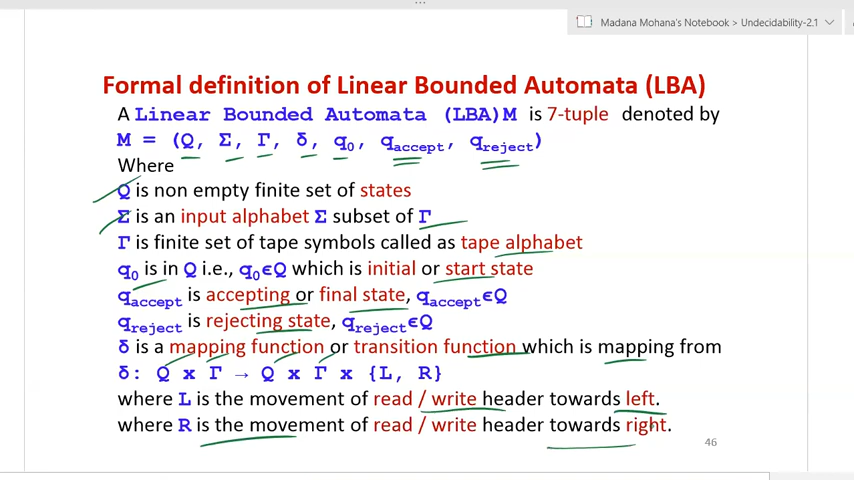 Madana Mohana's Notebook > Undecidability-2.1
Formal definition of Linear Bounded Automata (LBA)
A Linear Bounded Automata (LBA)M is 7-tuple denoted by
M = (Q, Σ, Γ, δ, q0, qaccept, qreject)
Where
Q is non empty finite set of states
Σ is an input alphabet Σ subset of Γ
Γ is finite set of tape symbols called as tape alphabet
q0 is in Q i.e., q0ϵQ which is initial or start state
qaccept is accepting or final state, qacceptϵQ
qreject is rejecting state, qrejectϵQ
δ is a mapping function or transition function which is mapping from
δ: Q x Γ → Q x Γ x {L, R}
where L is the movement of read / write header towards left.
where R is the movement of read / write header towards right.
46